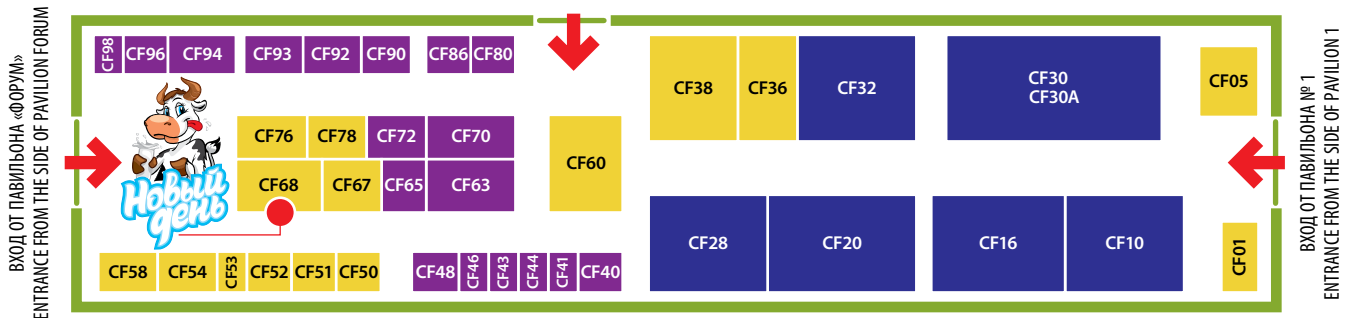 ВХОД ОТ ПАВИЛЬОНА «ФОРУМ»
ENTRANCE FROM THE SIDE OF PAVILION FORUM
CF98 CF96 CF94 CF93 CF92 CF90 CF86 CF80
CF38 CF36 CF32
CF30
CF30A
CF05
CF76 CF78 CF72 CF70
CF60
CF68 CF67 CF65 CF63
Новый
день
CF28 CF20 CF16 CF10
CF01
CF58 CF54 CF53 CF52 CF51 CF50
CF48 CF46 CF43 CF44 CF41 CF40
ВХОД ОТ ПАВИЛЬОНА № 1
ENTRANCE FROM THE SIDE OF PAVILION 1